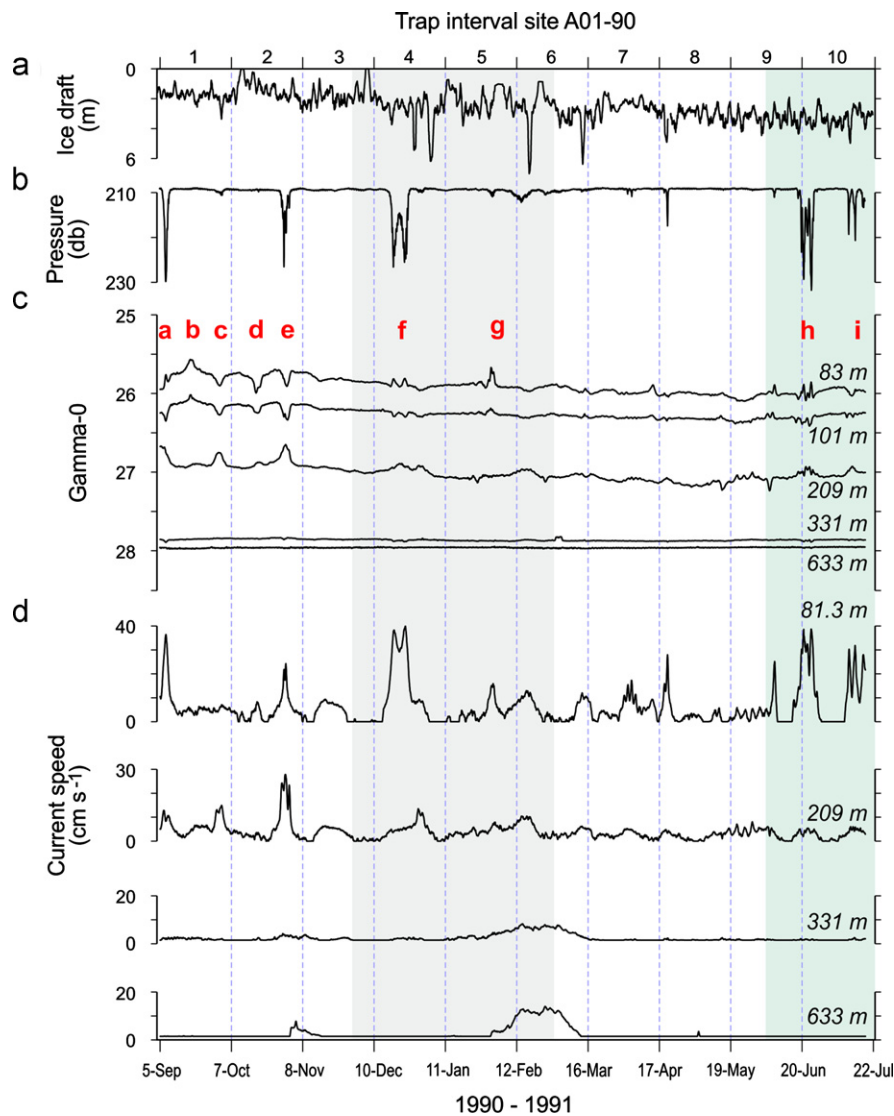 Trap interval site A01-90
1 2 3 4 5 6 7 8 9 10
a
0
Ice draft
(m)
6
b
210
Pressure
(db)
230
c
25
a b c d e f g h i
83 m
26
101 m
Gamma-0
27
209 m
331 m
28
633 m
d
81.3 m
40
0
30
209 m
Current speed
(cm s-1)
0
20
331 m
0
20
633 m
0
5-Sep 7-Oct 8-Nov 10-Dec 11-Jan 12-Feb 16-Mar 17-Apr 19-May 20-Jun 22-Jul
1990 - 1991